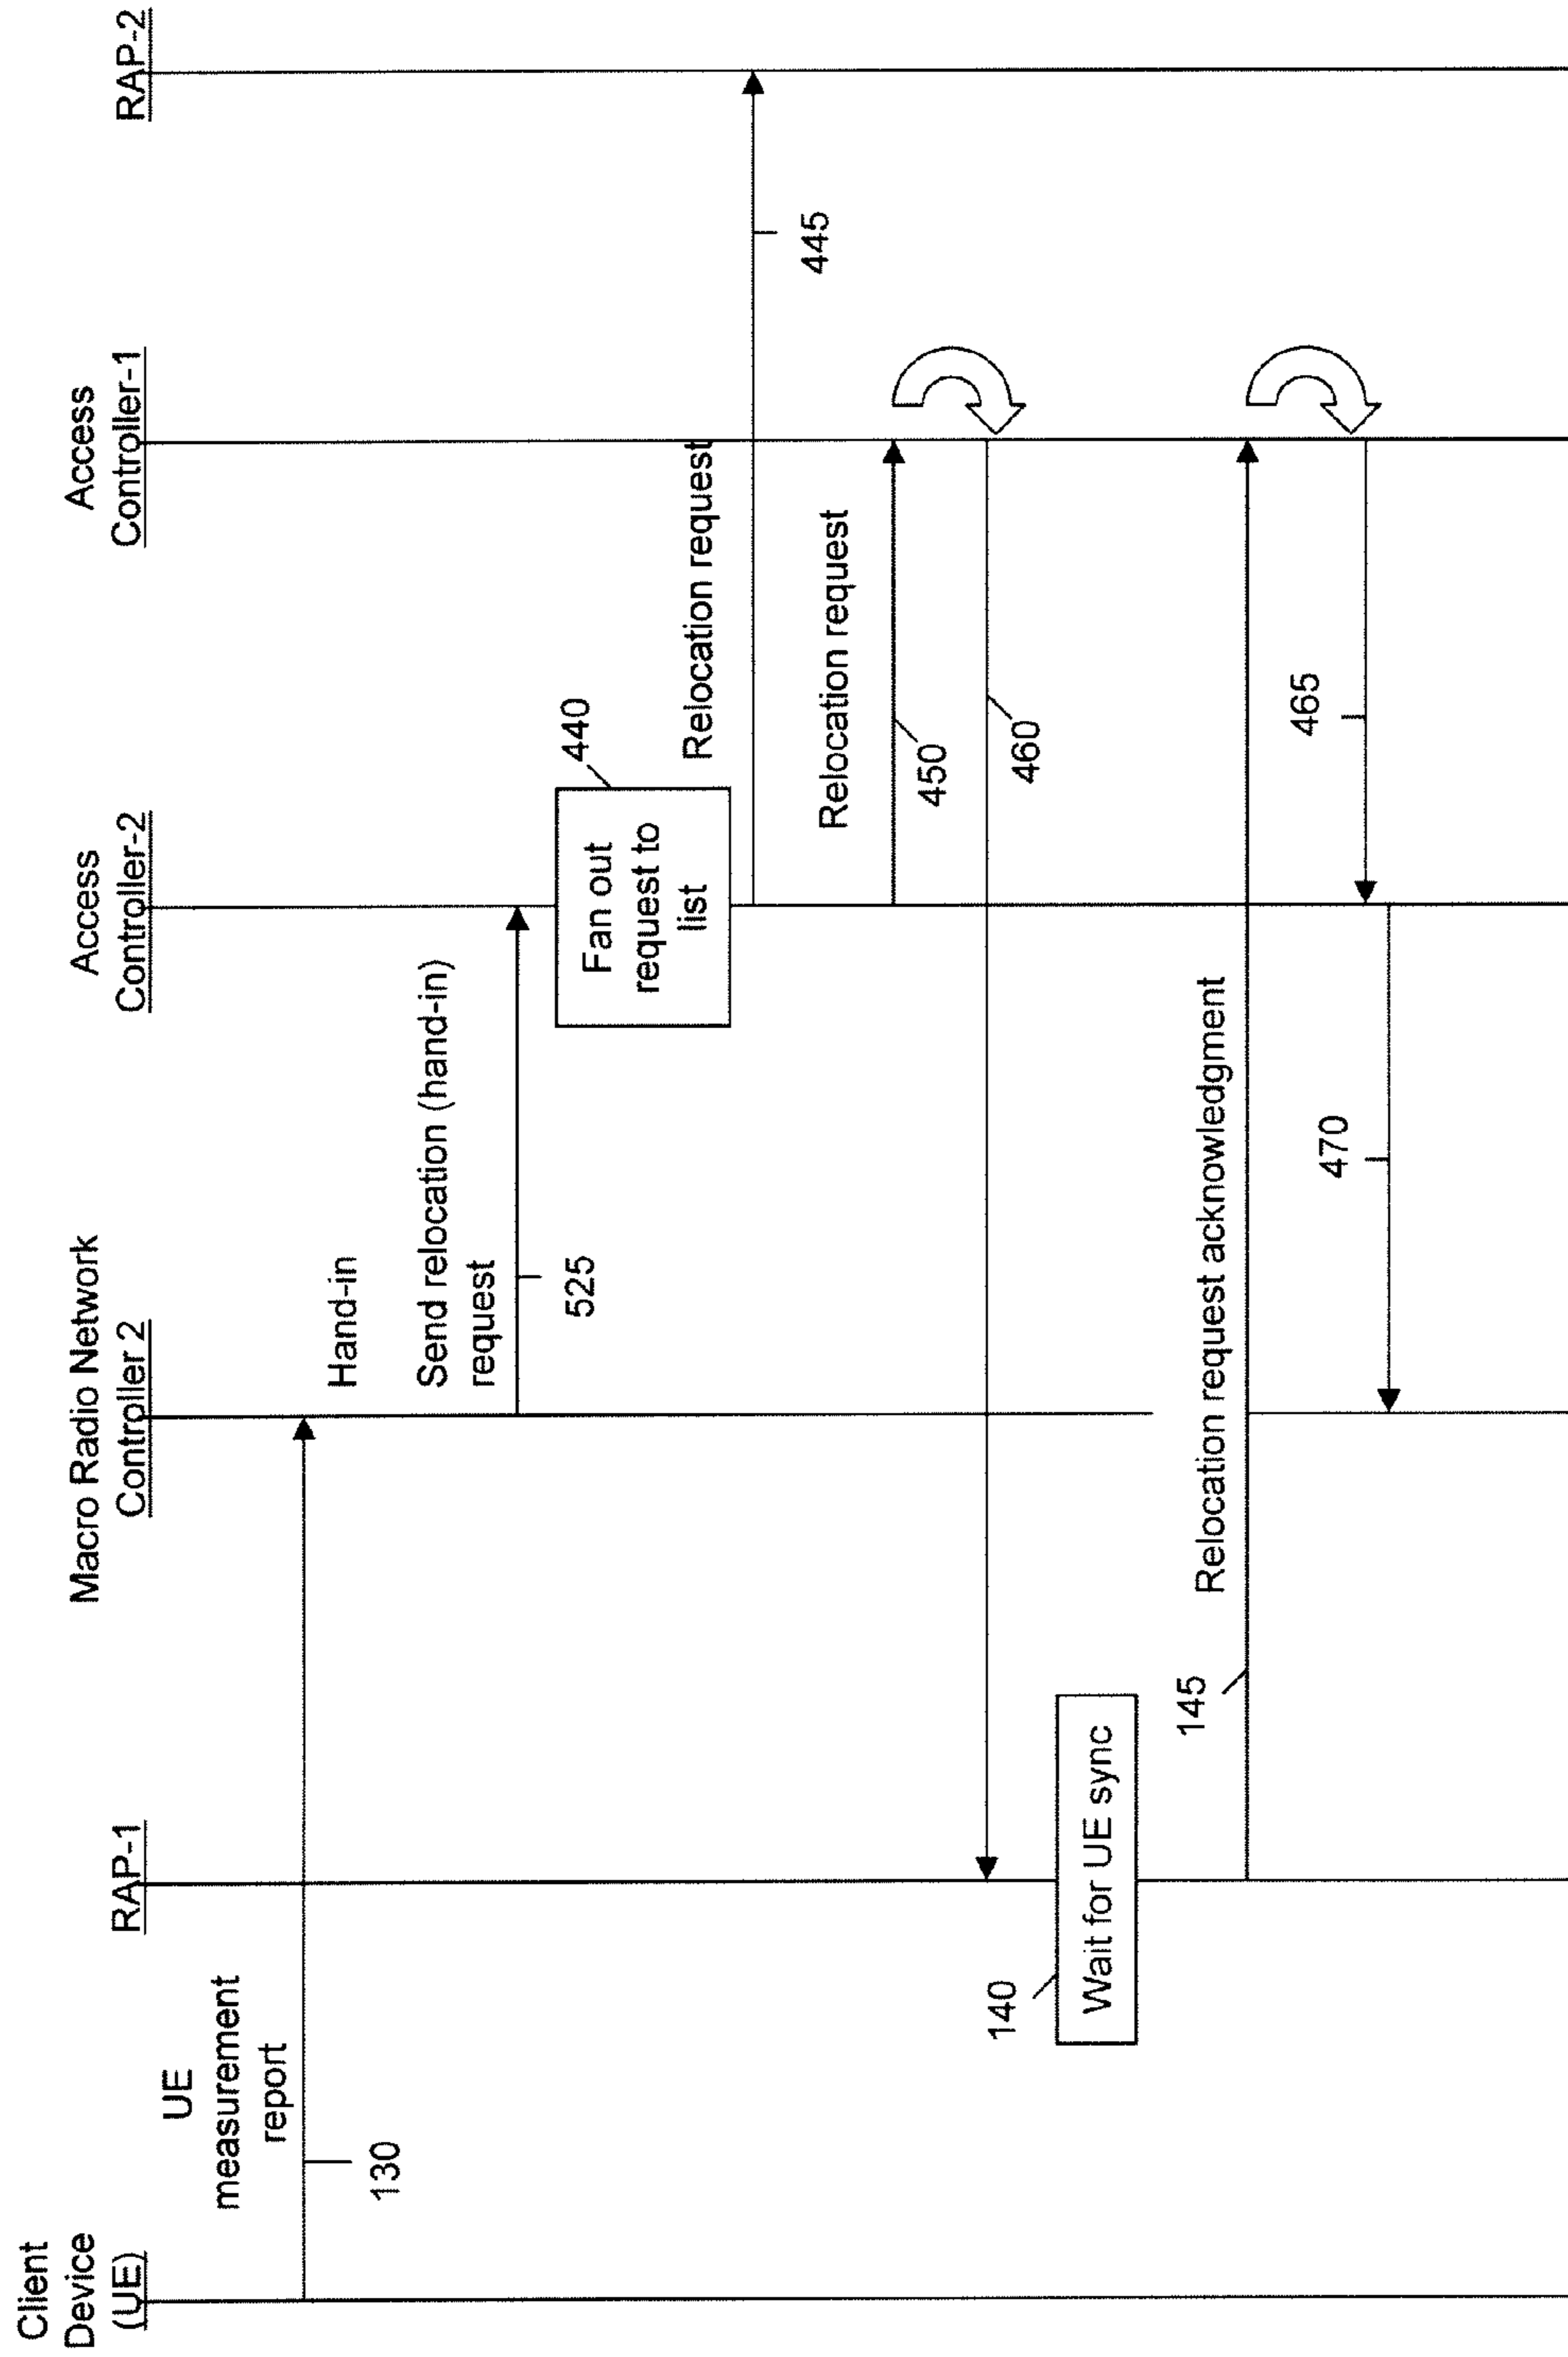 Client
Device
(UE)
RAP-1
Macro Radio Network
Controller 2
Access
Controller-2
Access
Controller-1
RAP-2
UE
measurement
report
130
Hand-in
Send relocation (hand-in)
request
525
Fan out
request to
list
440
Relocation request
445
Relocation request
450
460
140
Wait for UE sync
145
Relocation request acknowledgment
465
470